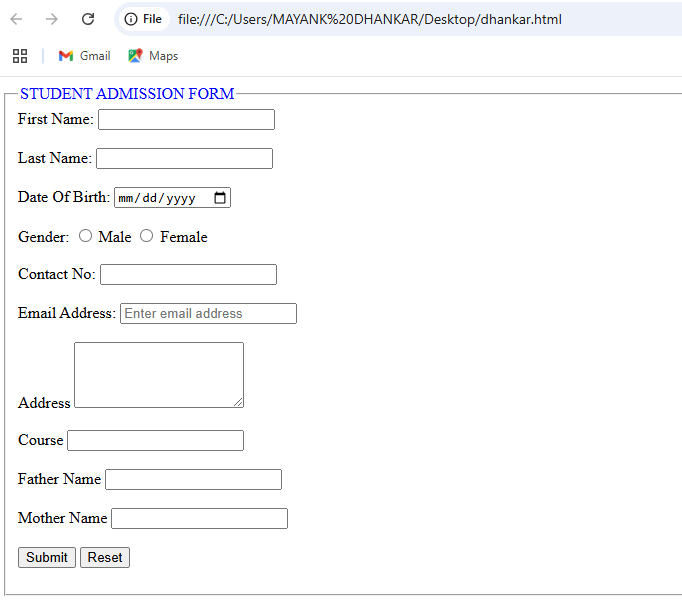 File file:///C:/Users/MAYANK%20DHANKAR/Desktop/dhankar.html
Gmail Maps
STUDENT ADMISSION FORM
First Name:
Last Name:
Date Of Birth: mm/dd/yyyy
Gender: Male Female
Contact No:
Email Address: Enter email address
Address
Course
Father Name
Mother Name
Submit Reset